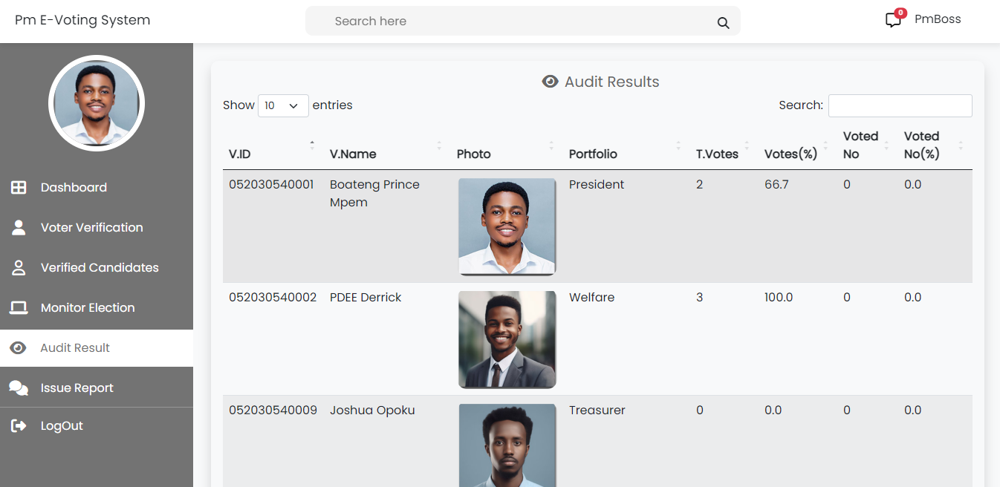 Pm E-Voting System
Search here
0
PmBoss
Dashboard
Voter Verification
Verified Candidates
Monitor Election
Audit Result
Issue Report
LogOut
Audit Results
Show 10 entries
Search:
V.ID V.Name Photo Portfolio T.Votes Votes(%) Voted No Voted No(%)
052030540001 Boateng Prince Mpem President 2 66.7 0 0.0
052030540002 PDEE Derrick Welfare 3 100.0 0 0.0
052030540009 Joshua Opoku Treasurer 0 0.0 0 0.0